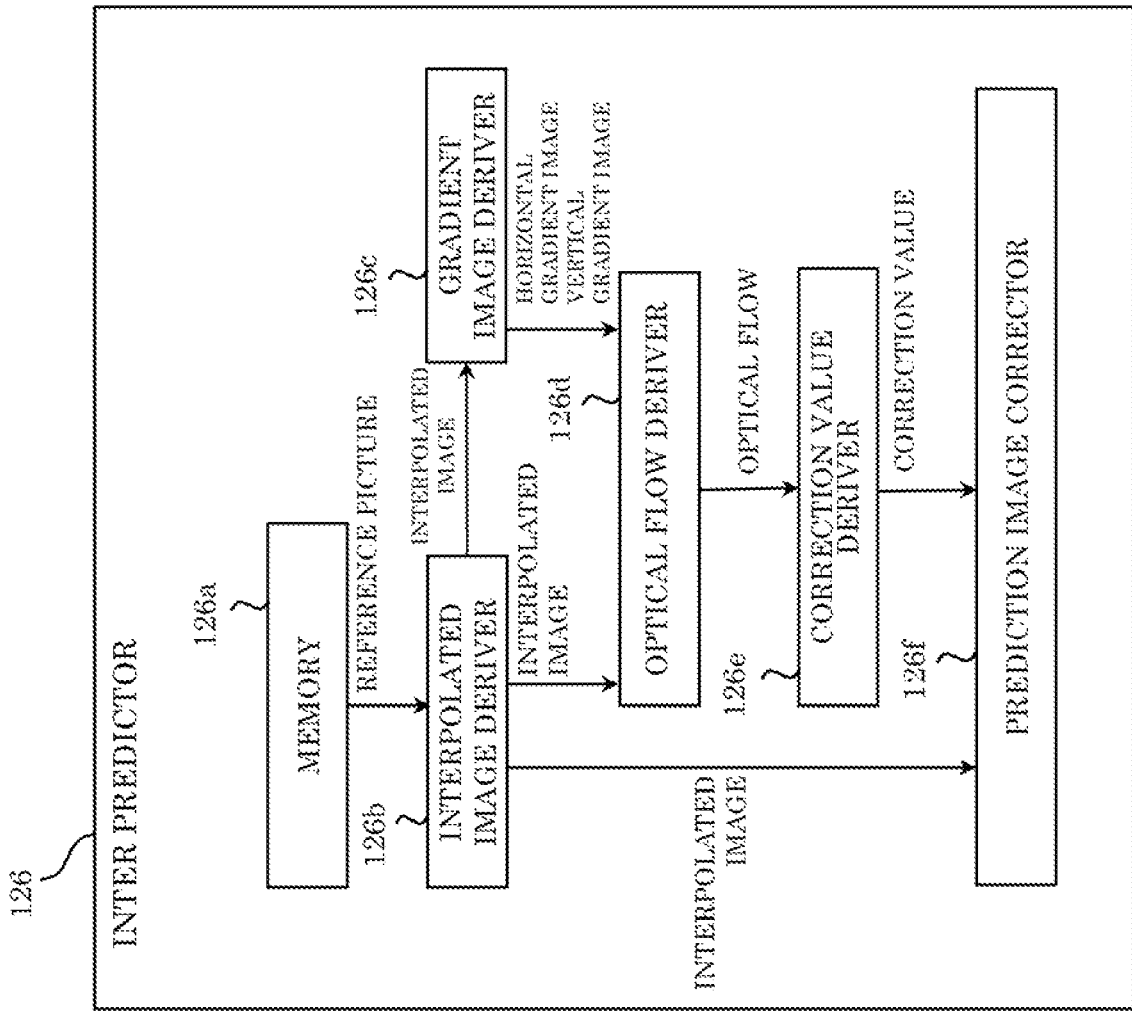 126
INTER PREDICTOR
126a
MEMORY
REFERENCE PICTURE
126b
INTERPOLATED
IMAGE DERIVER
INTERPOLATED
IMAGE
126c
GRADIENT
IMAGE DERIVER
INTERPOLATED
IMAGE
HORIZONTAL
GRADIENT IMAGE
VERTICAL
GRADIENT IMAGE
126d
OPTICAL FLOW DERIVER
OPTICAL FLOW
126e
CORRECTION VALUE
DERIVER
INTERPOLATED
IMAGE
CORRECTION VALUE
126f
PREDICTION IMAGE CORRECTOR